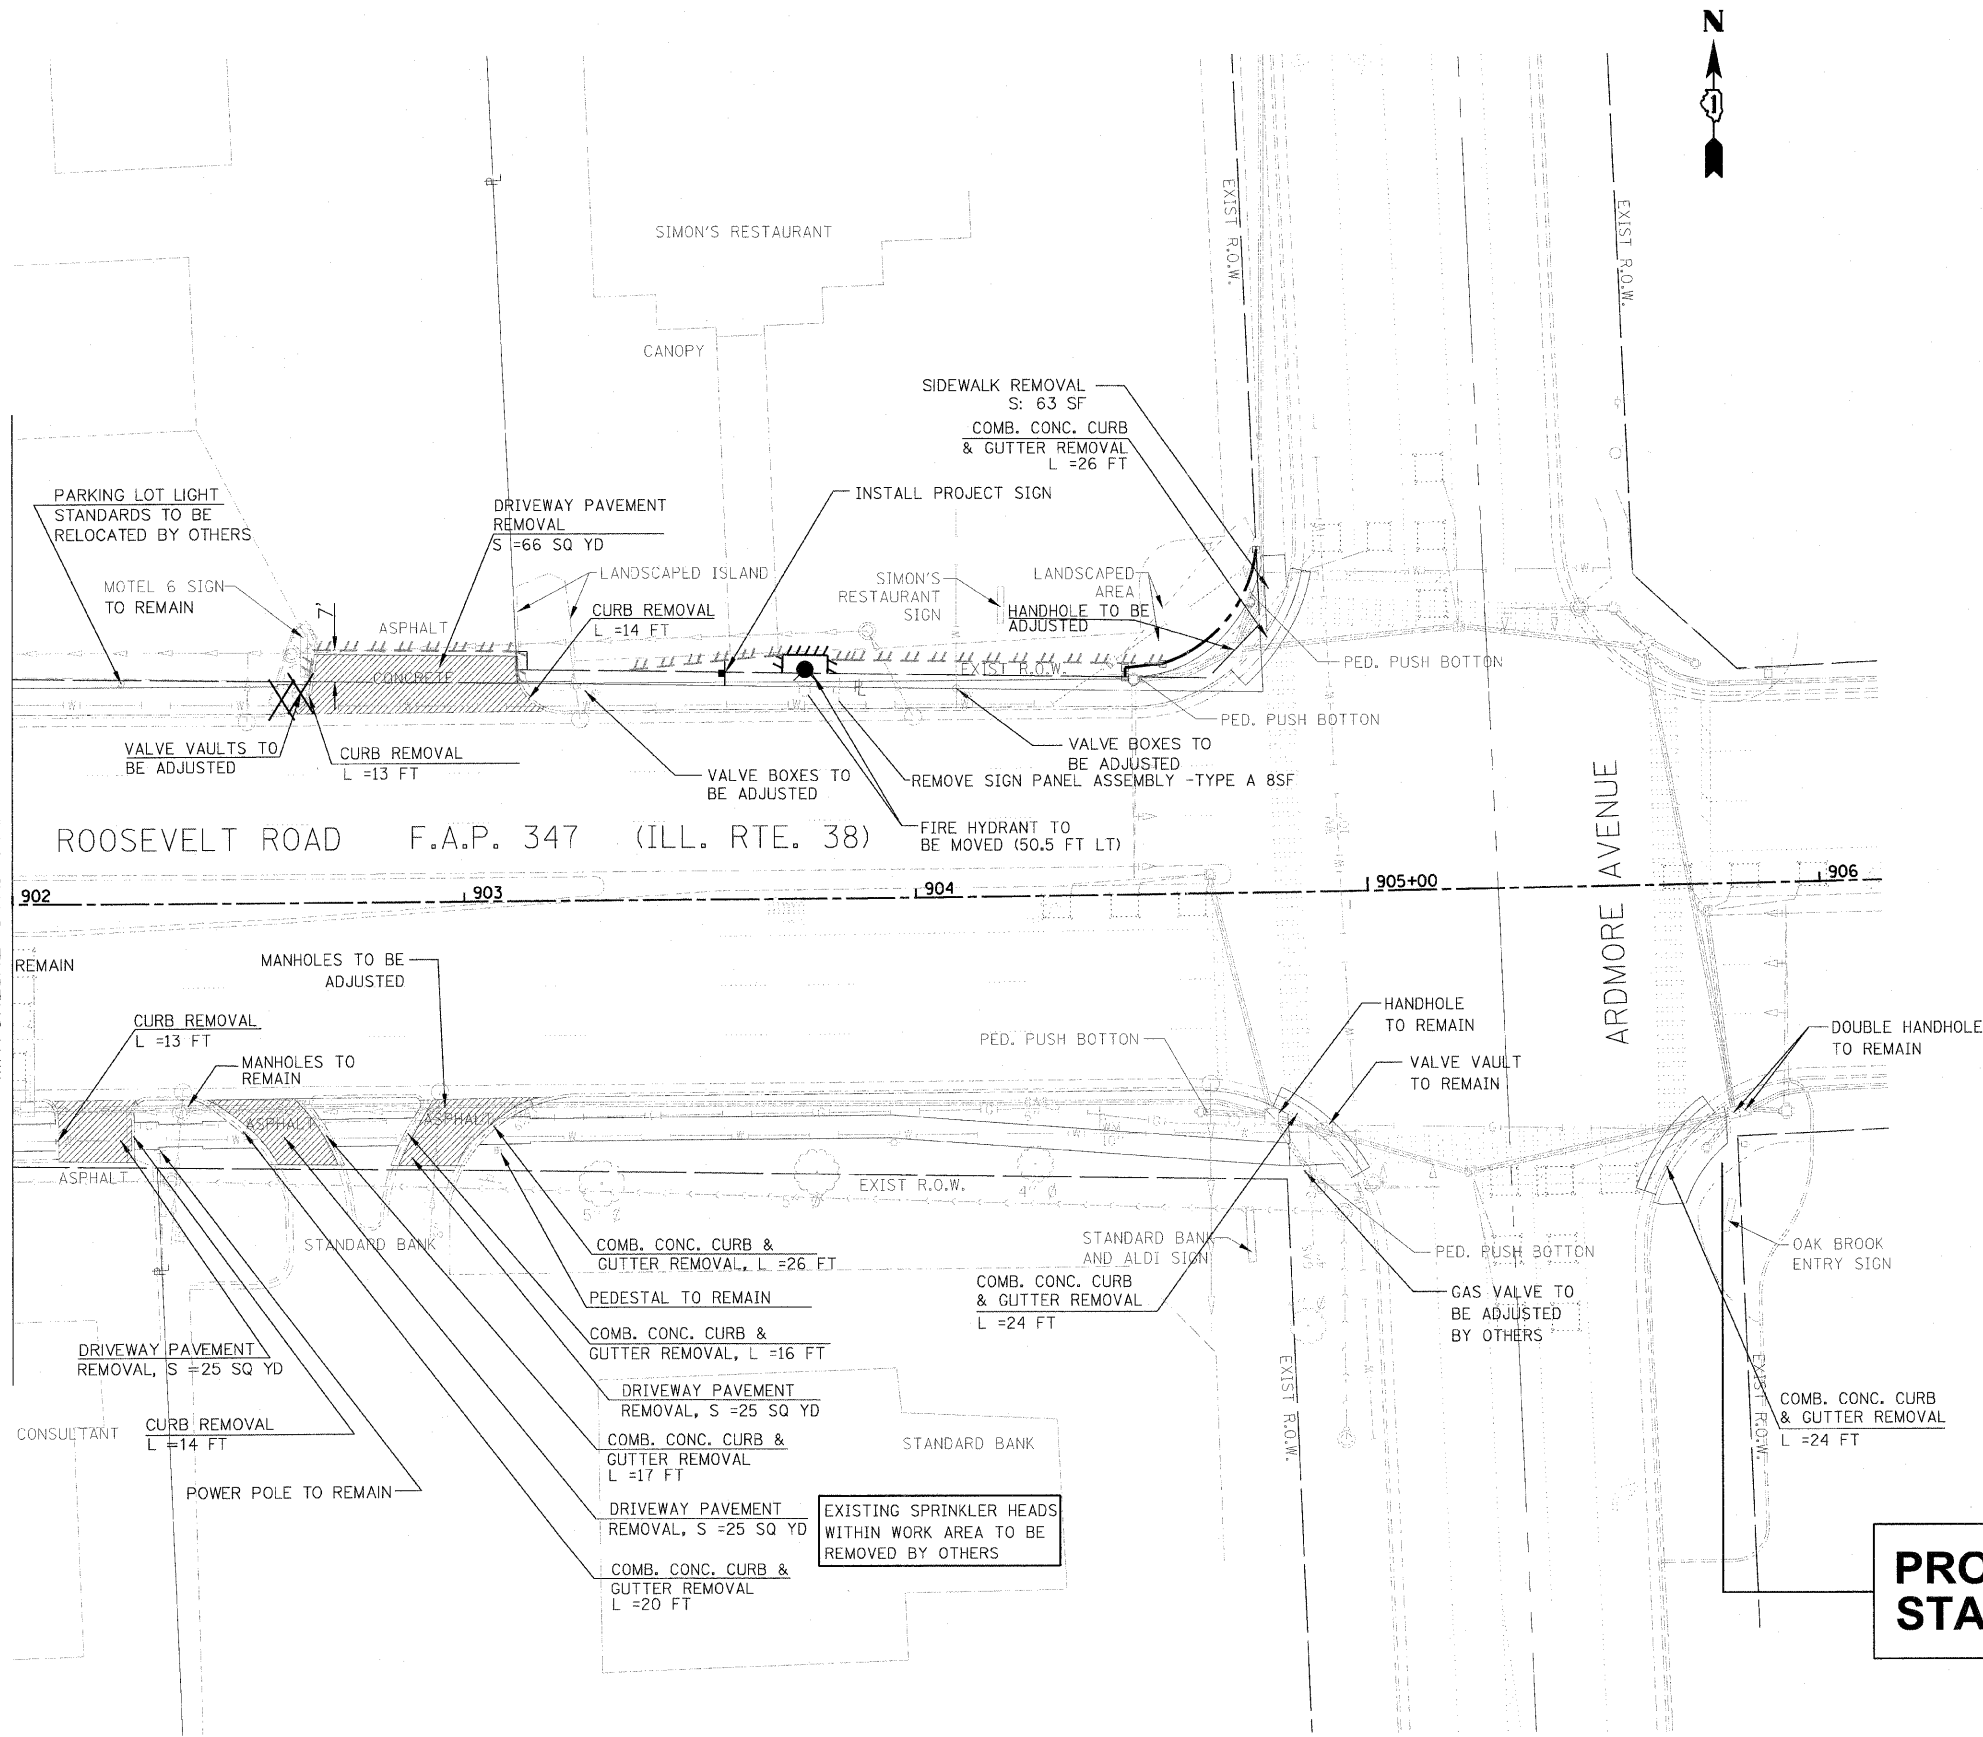 N
1
EXIST R.O.W.
EXIST R.O.W.
PL
SIMON'S RESTAURANT
CANOPY
SIDEWALK REMOVAL
S: 63 SF
COMB. CONC. CURB
& GUTTER REMOVAL
L =26 FT
PARKING LOT LIGHT
STANDARDS TO BE
RELOCATED BY OTHERS
DRIVEWAY PAVEMENT
REMOVAL
S =66 SQ YD
INSTALL PROJECT SIGN
MOTEL 6 SIGN
TO REMAIN
7'
ASPHALT
CONCRETE
LANDSCAPED ISLAND
CURB REMOVAL
L =14 FT
SIMON'S
RESTAURANT
SIGN
LANDSCAPED
AREA
HANDHOLE TO BE
ADJUSTED
EXIST R.O.W.
PL
PED. PUSH BOTTON
PED. PUSH BOTTON
VALVE VAULTS TO
BE ADJUSTED
CURB REMOVAL
L =13 FT
VALVE BOXES TO
BE ADJUSTED
VALVE BOXES TO
BE ADJUSTED
REMOVE SIGN PANEL ASSEMBLY -TYPE A 8SF
FIRE HYDRANT TO
BE MOVED (50.5 FT LT)
ROOSEVELT ROAD F.A.P. 347 (ILL. RTE. 38)
ARDMORE AVENUE
902
903
904
905+00
906
REMAIN
MANHOLES TO BE
ADJUSTED
CURB REMOVAL
L =13 FT
MANHOLES TO
REMAIN
PED. PUSH BOTTON
HANDHOLE
TO REMAIN
VALVE VAULT
TO REMAIN
DOUBLE HANDHOLE
TO REMAIN
ASPHALT
ASPHALT
ASPHALT
EXIST R.O.W.
STANDARD BANK
PL
COMB. CONC. CURB &
GUTTER REMOVAL, L =26 FT
PEDESTAL TO REMAIN
COMB. CONC. CURB &
GUTTER REMOVAL, L =16 FT
STANDARD BANK
AND ALDI SIGN
COMB. CONC. CURB
& GUTTER REMOVAL
L =24 FT
PED. PUSH BOTTON
GAS VALVE TO
BE ADJUSTED
BY OTHERS
OAK BROOK
ENTRY SIGN
DRIVEWAY PAVEMENT
REMOVAL, S =25 SQ YD
DRIVEWAY PAVEMENT
REMOVAL, S =25 SQ YD
EXIST R.O.W.
EXIST R.O.W.
COMB. CONC. CURB
& GUTTER REMOVAL
L =24 FT
CONSULTANT
CURB REMOVAL
L =14 FT
COMB. CONC. CURB &
GUTTER REMOVAL
L =17 FT
STANDARD BANK
POWER POLE TO REMAIN
DRIVEWAY PAVEMENT
REMOVAL, S =25 SQ YD
EXISTING SPRINKLER HEADS
WITHIN WORK AREA TO BE
REMOVED BY OTHERS
COMB. CONC. CURB &
GUTTER REMOVAL
L =20 FT